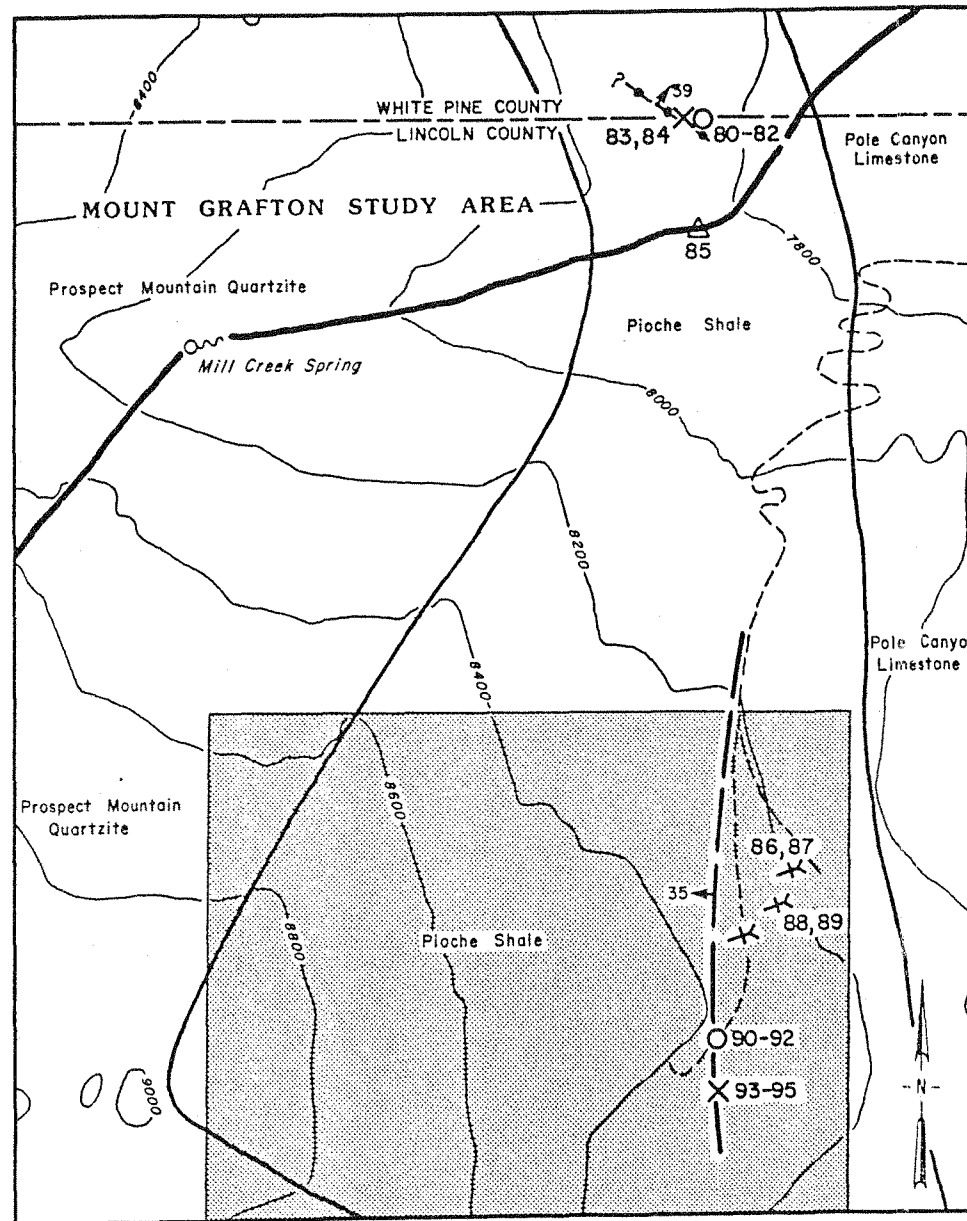 8400
?
39
WHITE PINE COUNTY
LINCOLN COUNTY
83,84
80-82
Pole Canyon
Limestone
MOUNT GRAFTON STUDY AREA
85
7800
Prospect Mountain Quartzite
Pioche Shale
Mill Creek Spring
8000
8200
Pole Canyo
Limestone
8400
Prospect Mountain
Quartzite
8600
86,87
35
88,89
8800
Pioche Shale
90-92
9000
93-95
-N-